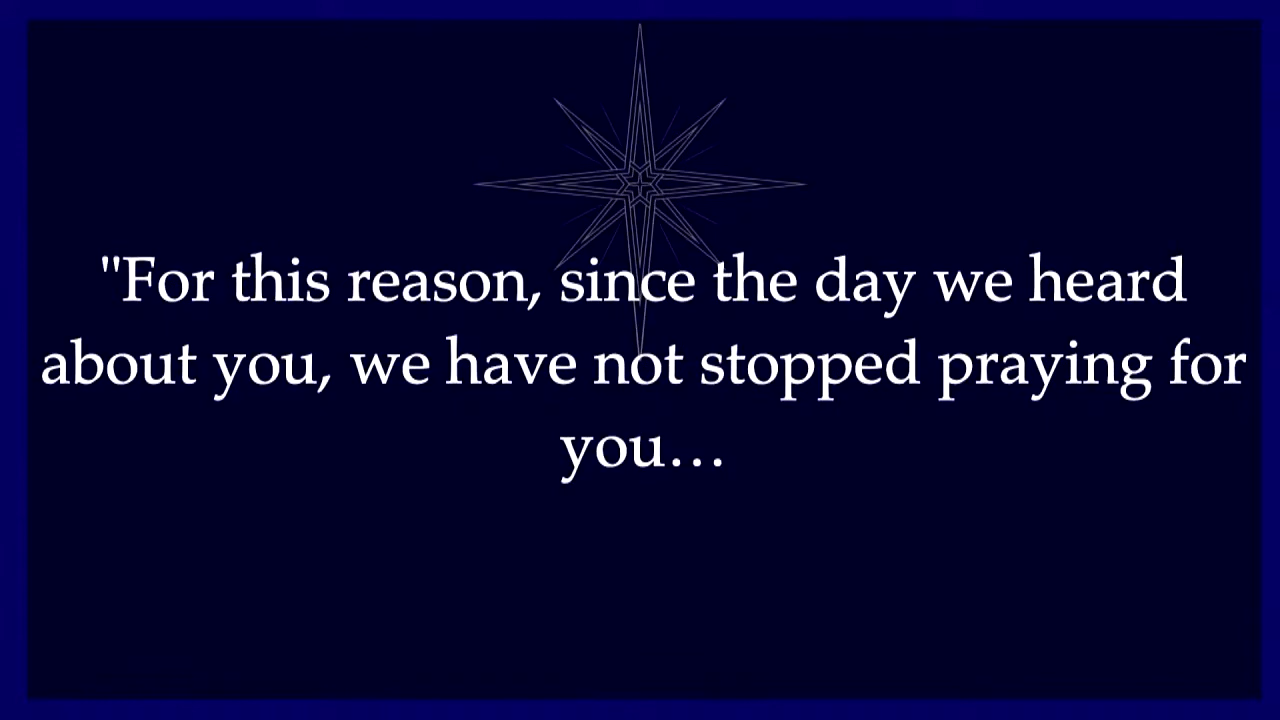 "For this reason, since the day we heard
about you, we have not stopped praying for
you…